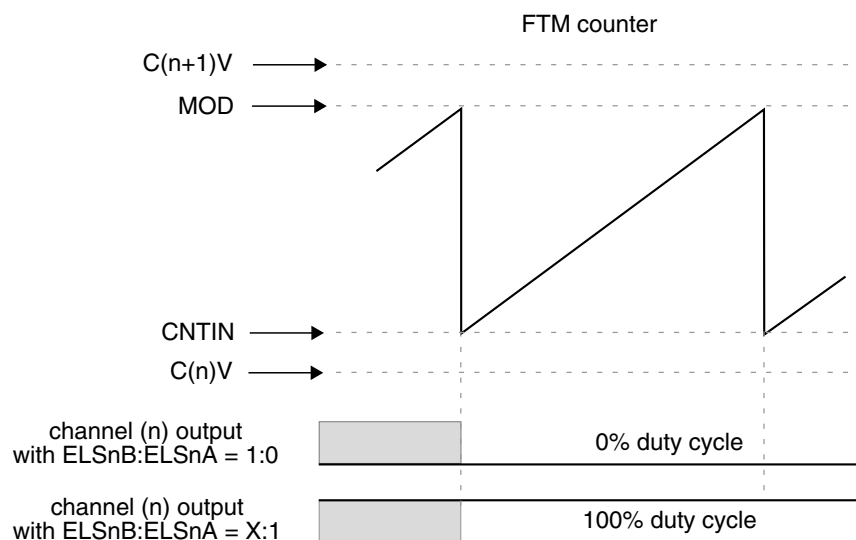 FTM counter
C(n+1)V
MOD
CNTIN
C(n)V
channel (n) output
with ELSnB:ELSnA = 1:0
0% duty cycle
channel (n) output
with ELSnB:ELSnA = X:1
100% duty cycle